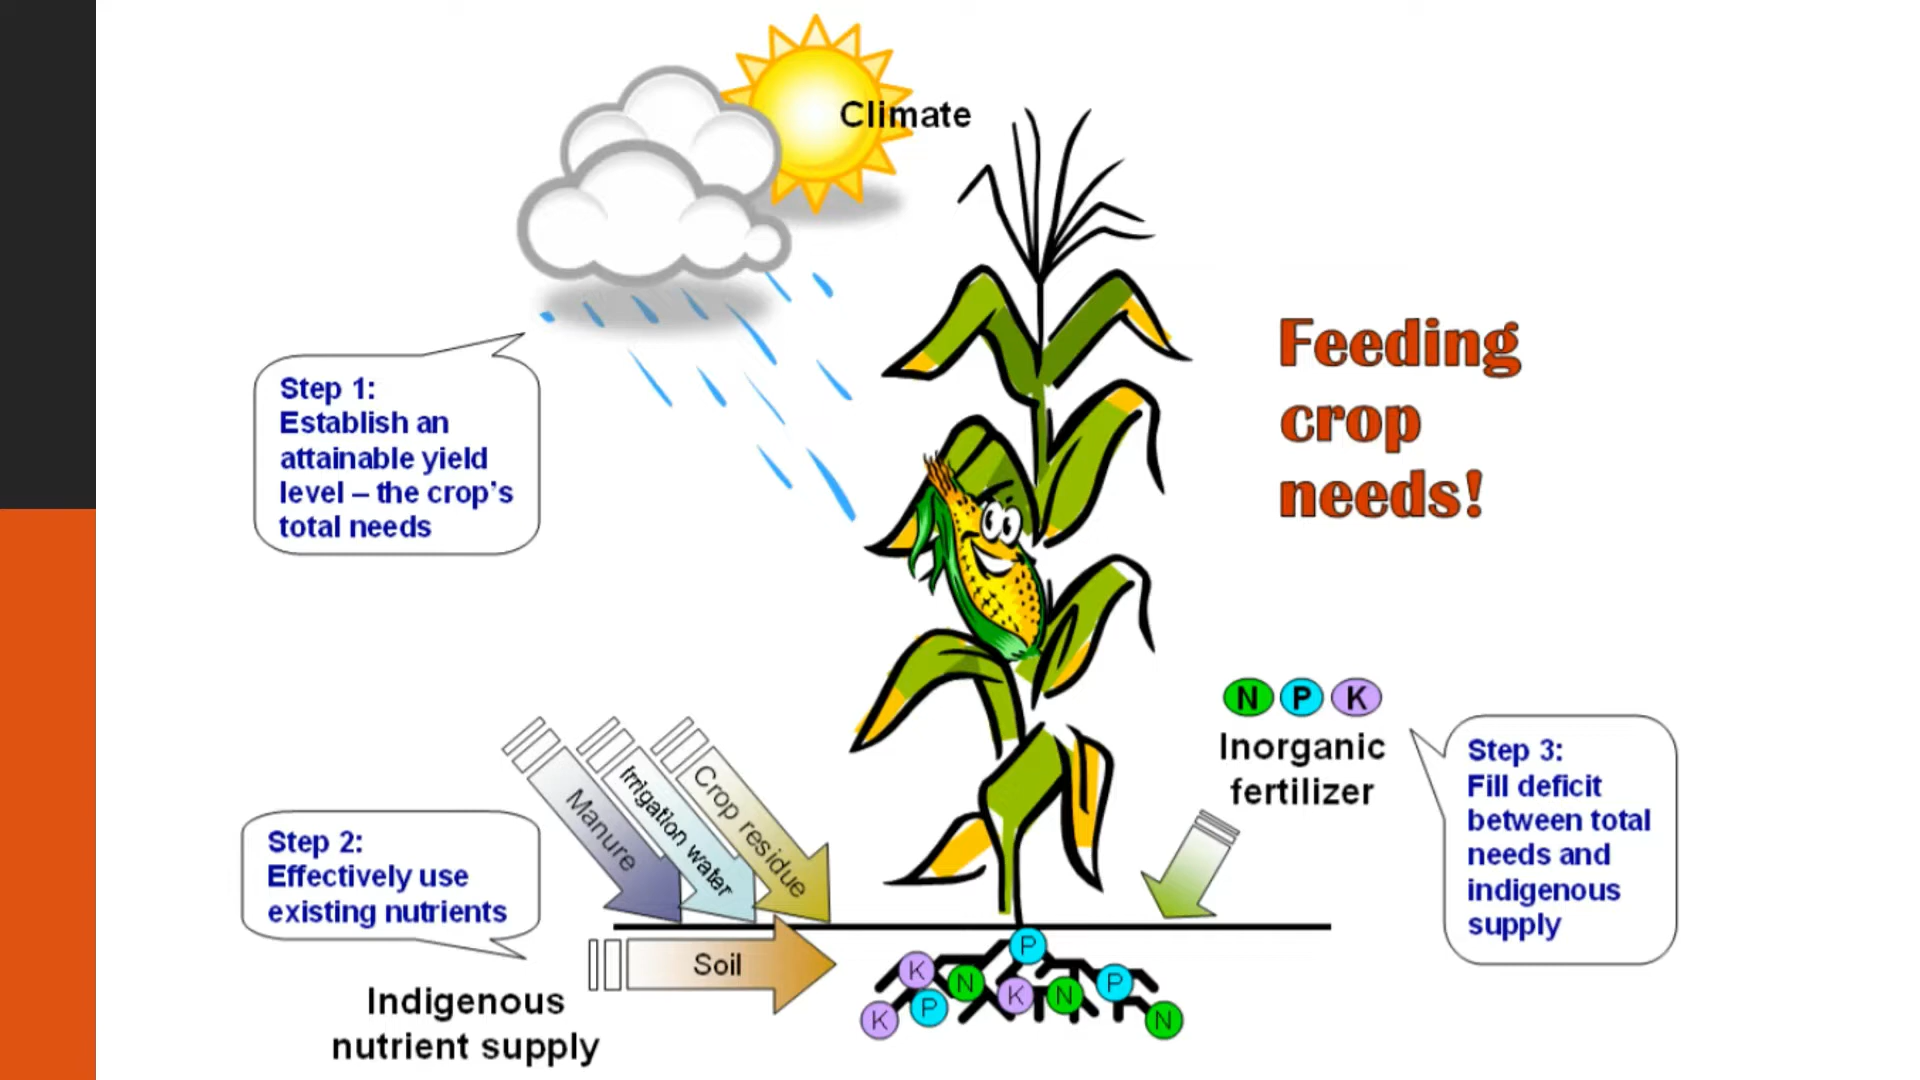 Climate
Feeding
crop
needs!
Step 1:
Establish an
attainable yield
level – the crop's
total needs
N P K
Inorganic
fertilizer
Step 3:
Fill deficit
between total
needs and
indigenous
supply
Manure
Irrigation water
Crop residue
Step 2:
Effectively use
existing nutrients
Soil
Indigenous
nutrient supply
P
K
N
P
K
N
P
K
N